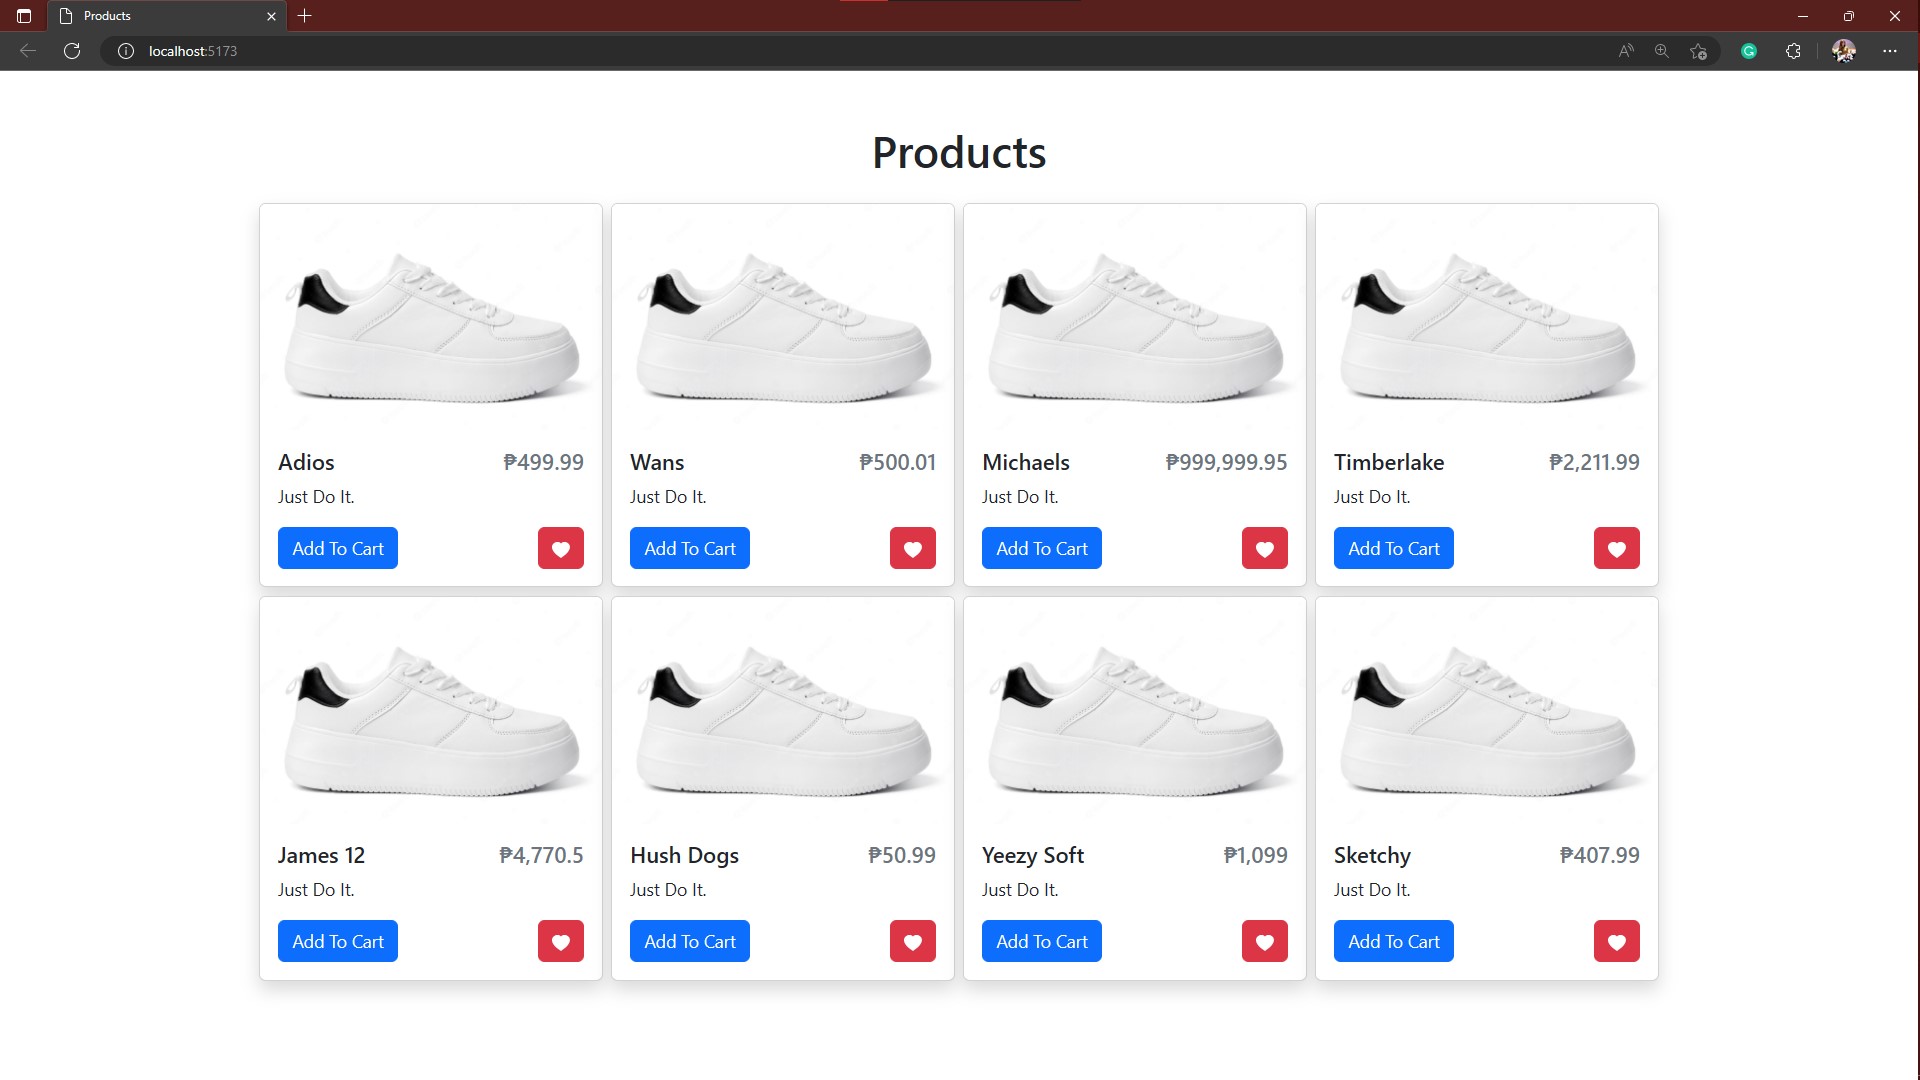 Products
localhost:5173
Products
Adios ₱499.99
Just Do It.
Add To Cart
Wans ₱500.01
Just Do It.
Add To Cart
Michaels ₱999,999.95
Just Do It.
Add To Cart
Timberlake ₱2,211.99
Just Do It.
Add To Cart
James 12 ₱4,770.5
Just Do It.
Add To Cart
Hush Dogs ₱50.99
Just Do It.
Add To Cart
Yeezy Soft ₱1,099
Just Do It.
Add To Cart
Sketchy ₱407.99
Just Do It.
Add To Cart